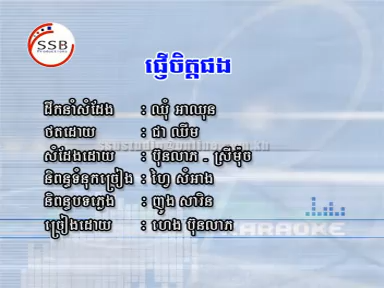 SSB
ផ្ញើចិត្តផង
ដឹកនាំសំដែង : ឈុំ អាឈុន
ថតដោយ : ជា ឈឹម
សំដែងដោយ : ប៊ុនលាភ - ស្រីម៉ុច
និពន្ធទំនុកច្រៀង : ហ្វៃ សំអាង
និពន្ធបទភ្លេង : ញូង សារិន
ច្រៀងដោយ : ហេង ប៊ុនលាភ
KARAOKE